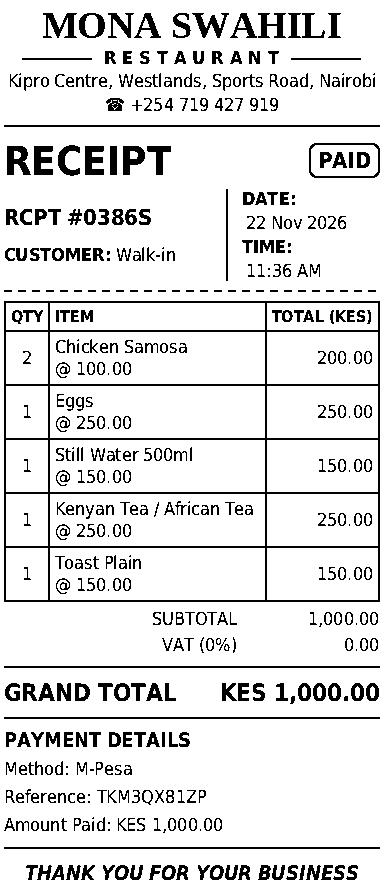 MONA SWAHILI
RESTAURANT
Kipro Centre, Westlands, Sports Road, Nairobi
☎ +254 719 427 919
RECEIPT
PAID
RCPT #0386S
CUSTOMER: Walk-in
DATE:
22 Nov 2026
TIME:
11:36 AM
QTY ITEM TOTAL (KES)
2 Chicken Samosa 200.00
@ 100.00
1 Eggs 250.00
@ 250.00
1 Still Water 500ml 150.00
@ 150.00
1 Kenyan Tea / African Tea 250.00
@ 250.00
1 Toast Plain 150.00
@ 150.00
SUBTOTAL 1,000.00
VAT (0%) 0.00
GRAND TOTAL KES 1,000.00
PAYMENT DETAILS
Method: M-Pesa
Reference: TKM3QX81ZP
Amount Paid: KES 1,000.00
THANK YOU FOR YOUR BUSINESS